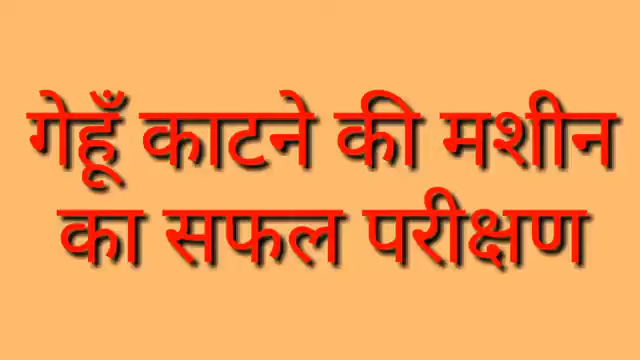 गेहूँ काटने की मशीन
का सफल परीक्षण